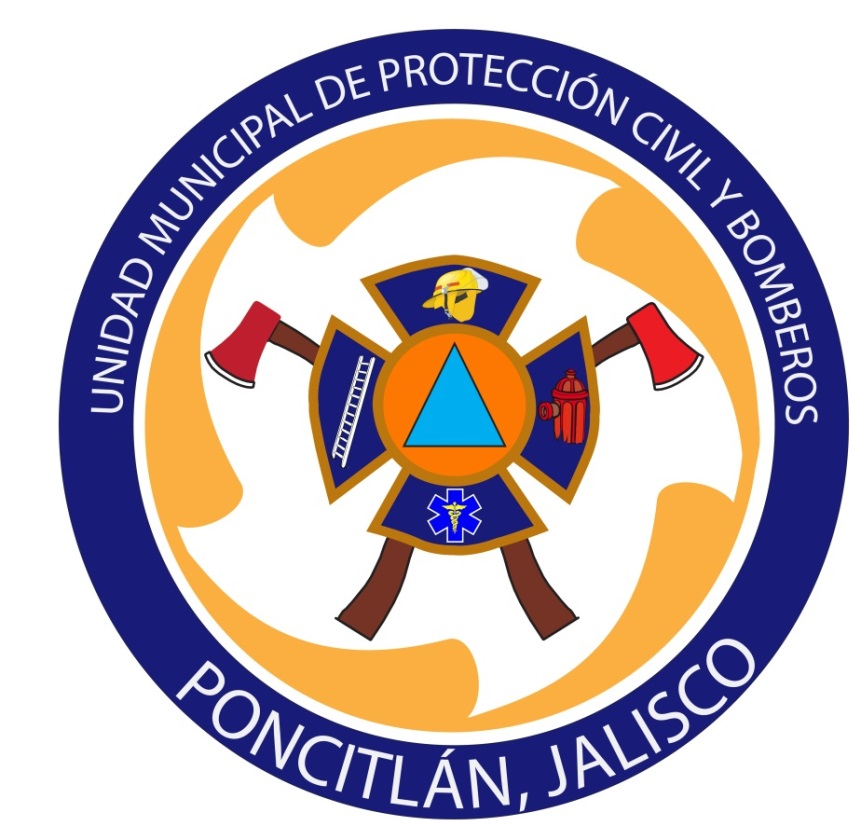 UNIDAD MUNICIPAL DE PROTECCIÓN CIVIL Y BOMBEROS
PONCITLÁN, JALISCO